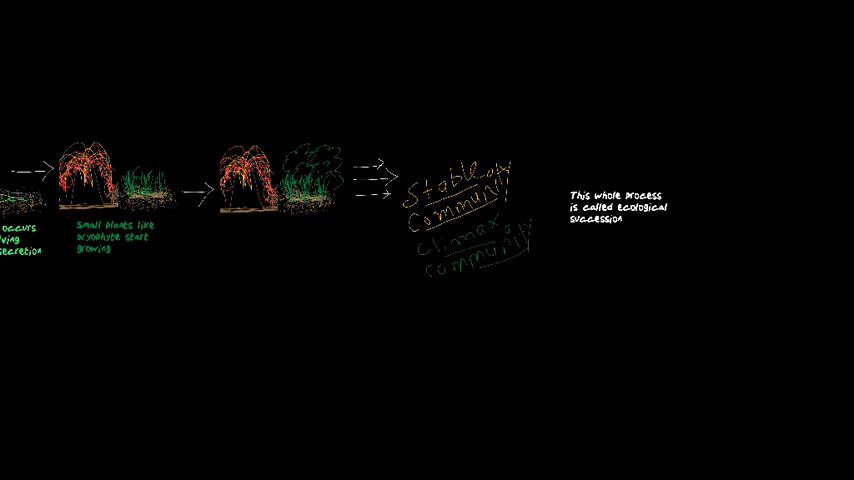 occurs
secretion
Small plants like
bryophyte start
growing
Stable
community
climax
community
This whole process
is called ecological
succession